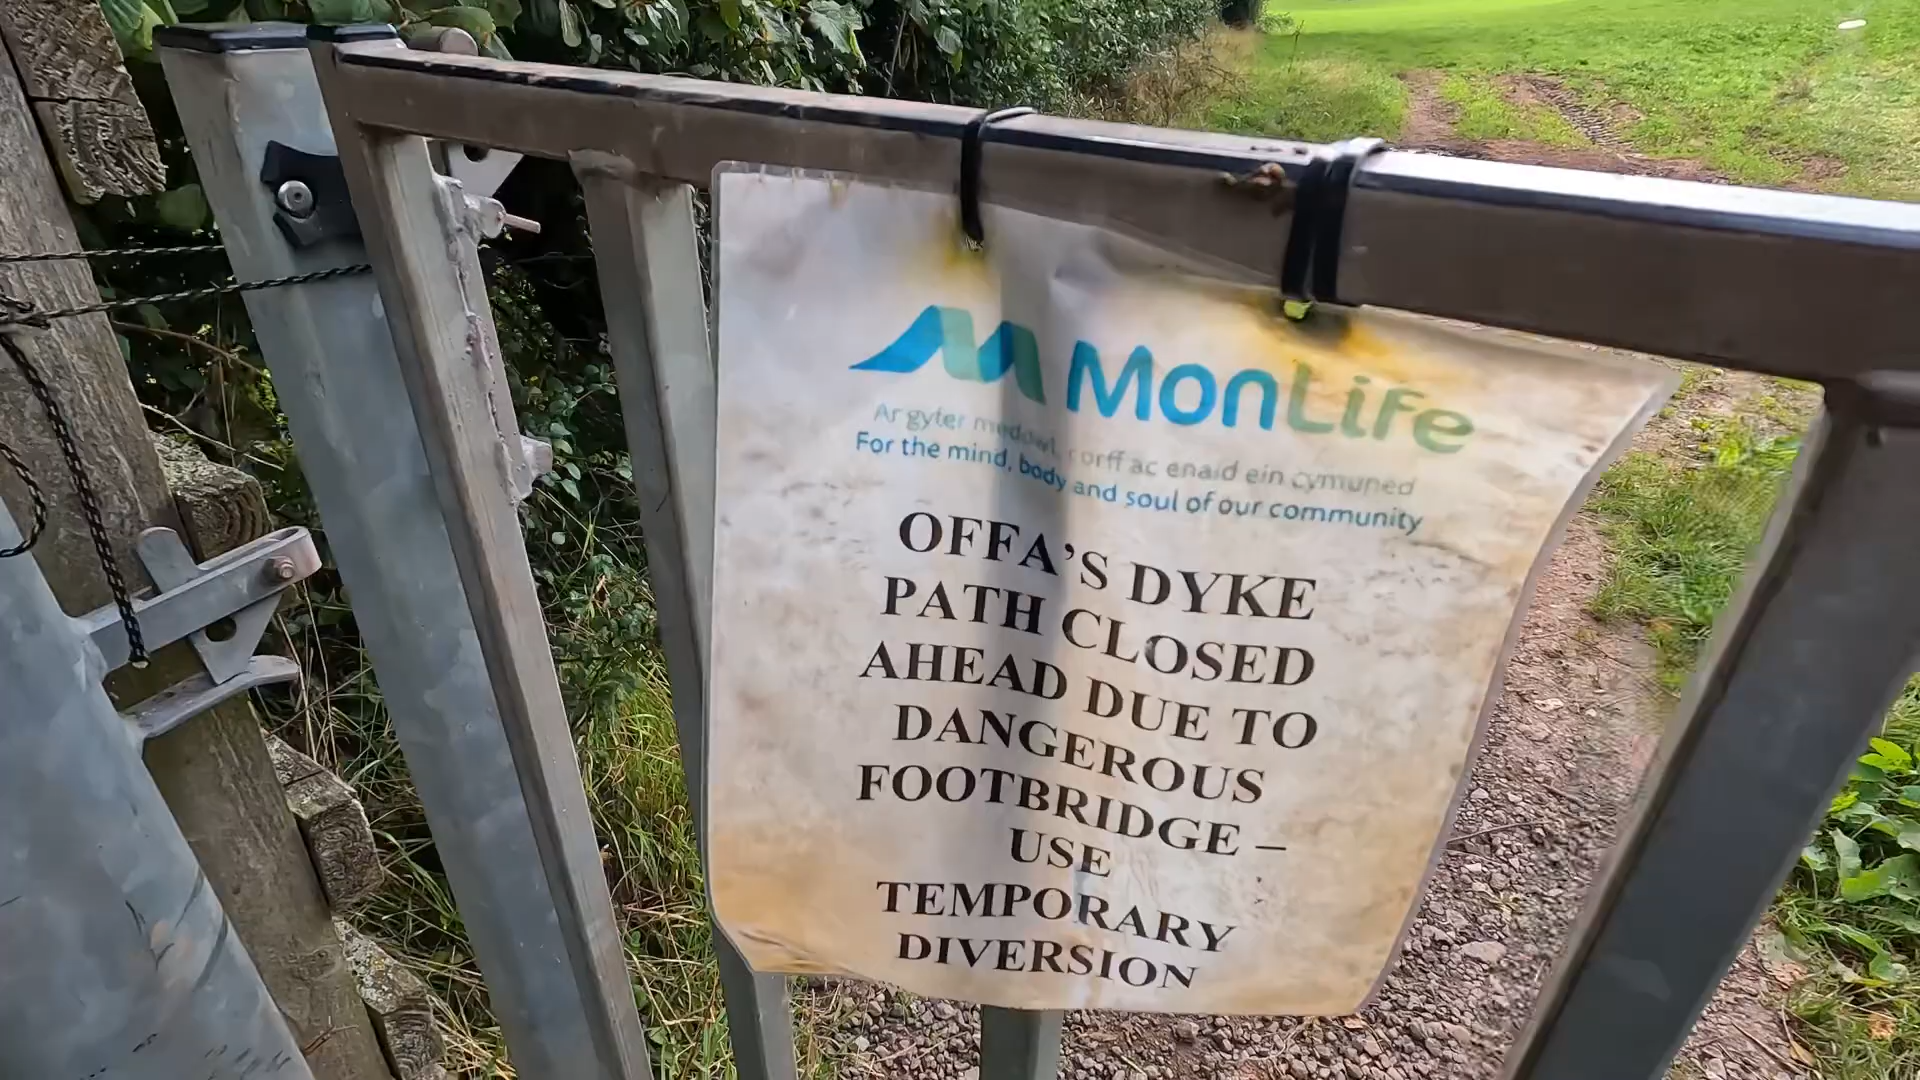 MonLife
Ar gyfer meddwl, corff ac enaid ein cymuned
For the mind, body and soul of our community
OFFA'S DYKE
PATH CLOSED
AHEAD DUE TO
DANGEROUS
FOOTBRIDGE –
USE
TEMPORARY
DIVERSION